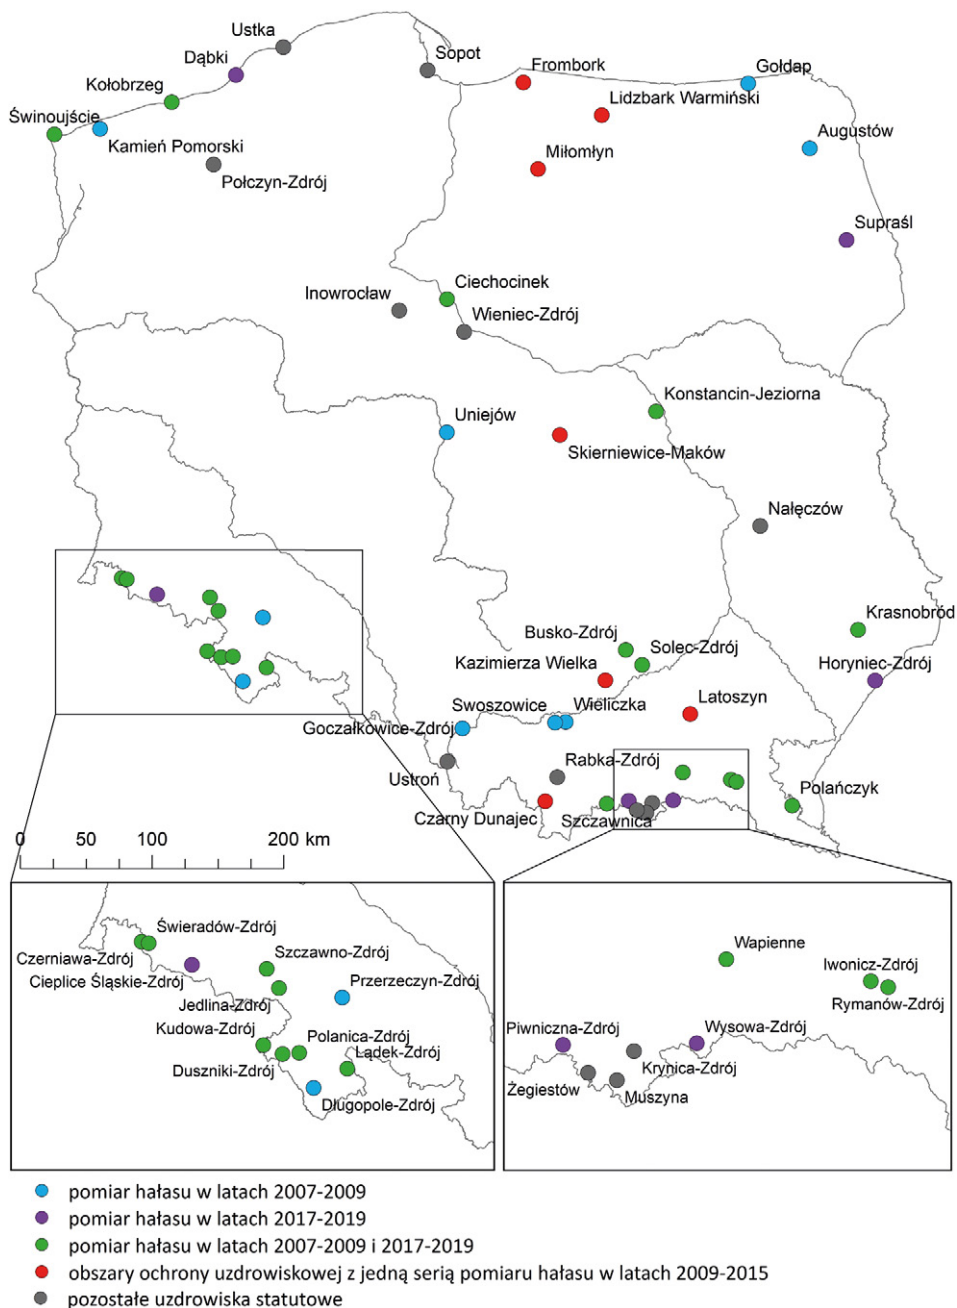 Ustka
Sopot
Dąbki
Frombork
Gołdap
Kołobrzeg
Lidzbark Warmiński
Świnoujście
Augustów
Kamień Pomorski
Miłomłyn
Połczyn-Zdrój
Supraśl
Ciechocinek
Inowrocław
Wieniec-Zdrój
Konstancin-Jeziorna
Uniejów
Skierniewice-Maków
Nałęczów
Krasnobród
Busko-Zdrój
Solec-Zdrój
Kazimierza Wielka
Horyniec-Zdrój
Latoszyn
Swoszowice
Wieliczka
Goczałkowice-Zdrój
Rabka-Zdrój
Ustroń
Polańczyk
Czarny Dunajec
Szczawnica
0 50 100 200 km
Świeradów-Zdrój
Czerniawa-Zdrój
Szczawno-Zdrój
Cieplice Śląskie-Zdrój
Przerzeczyn-Zdrój
Jedlina-Zdrój
Kudowa-Zdrój
Polanica-Zdrój
Lądek-Zdrój
Duszniki-Zdrój
Długopole-Zdrój
Wapienne
Iwonicz-Zdrój
Rymanów-Zdrój
Piwniczna-Zdrój
Wysowa-Zdrój
Krynica-Zdrój
Żegiestów
Muszyna
pomiar hałasu w latach 2007-2009
pomiar hałasu w latach 2017-2019
pomiar hałasu w latach 2007-2009 i 2017-2019
obszary ochrony uzdrowiskowej z jedną serią pomiaru hałasu w latach 2009-2015
pozostałe uzdrowiska statutowe